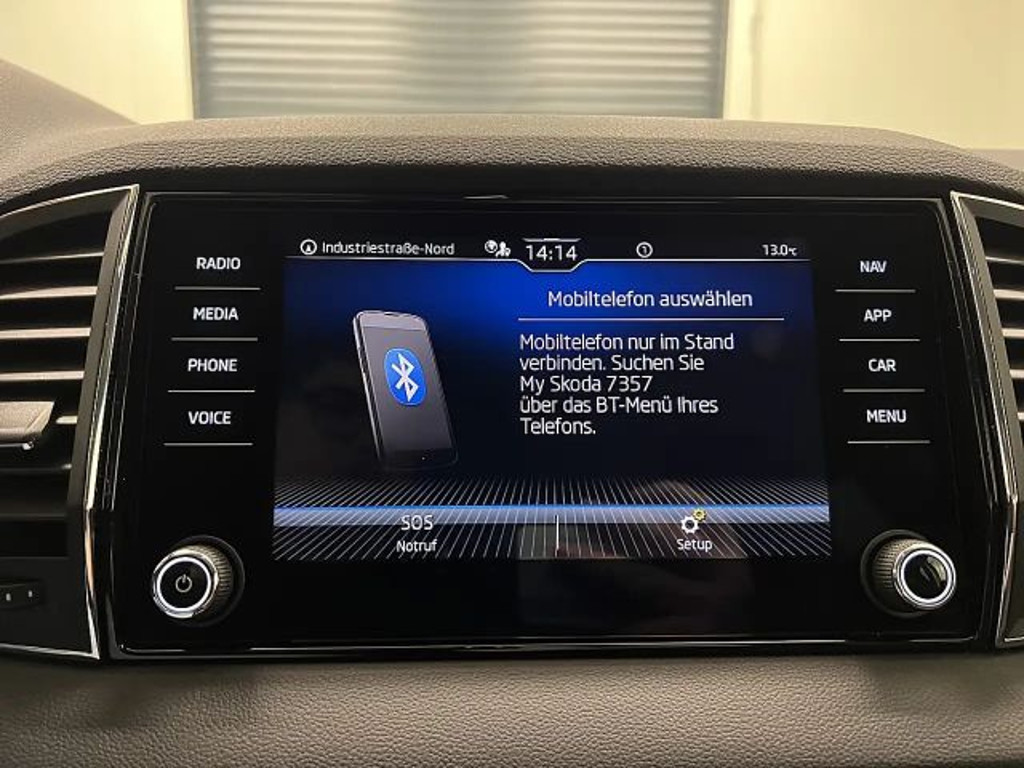 Industriestraße-Nord
14:14
1
13.0°c
RADIO
MEDIA
PHONE
VOICE
Mobiltelefon auswählen
Mobiltelefon nur im Stand
verbinden. Suchen Sie
My Skoda 7357
über das BT-Menü Ihres
Telefons.
SOS
Notruf
Setup
NAV
APP
CAR
MENU